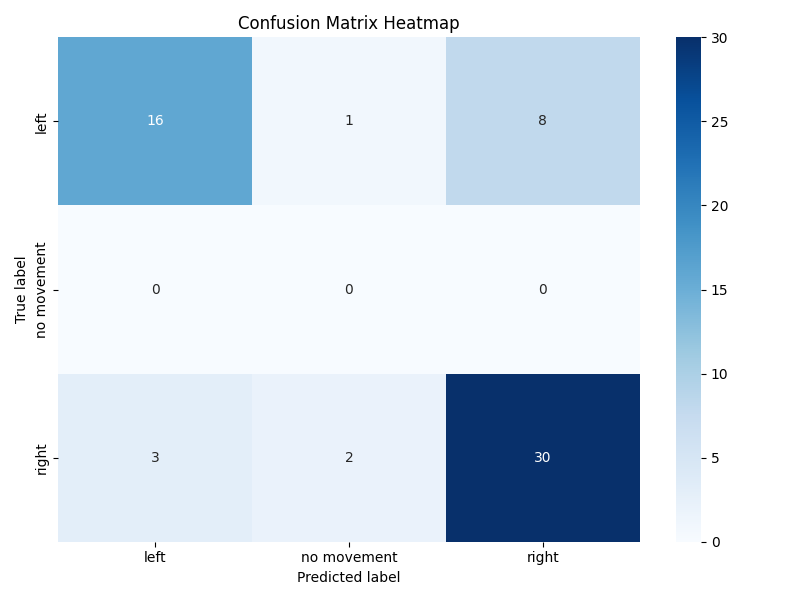 Confusion Matrix Heatmap
True label
left
16 1 8
no movement
0 0 0
right
3 2 30
left no movement right
Predicted label
30
25
20
15
10
5
0